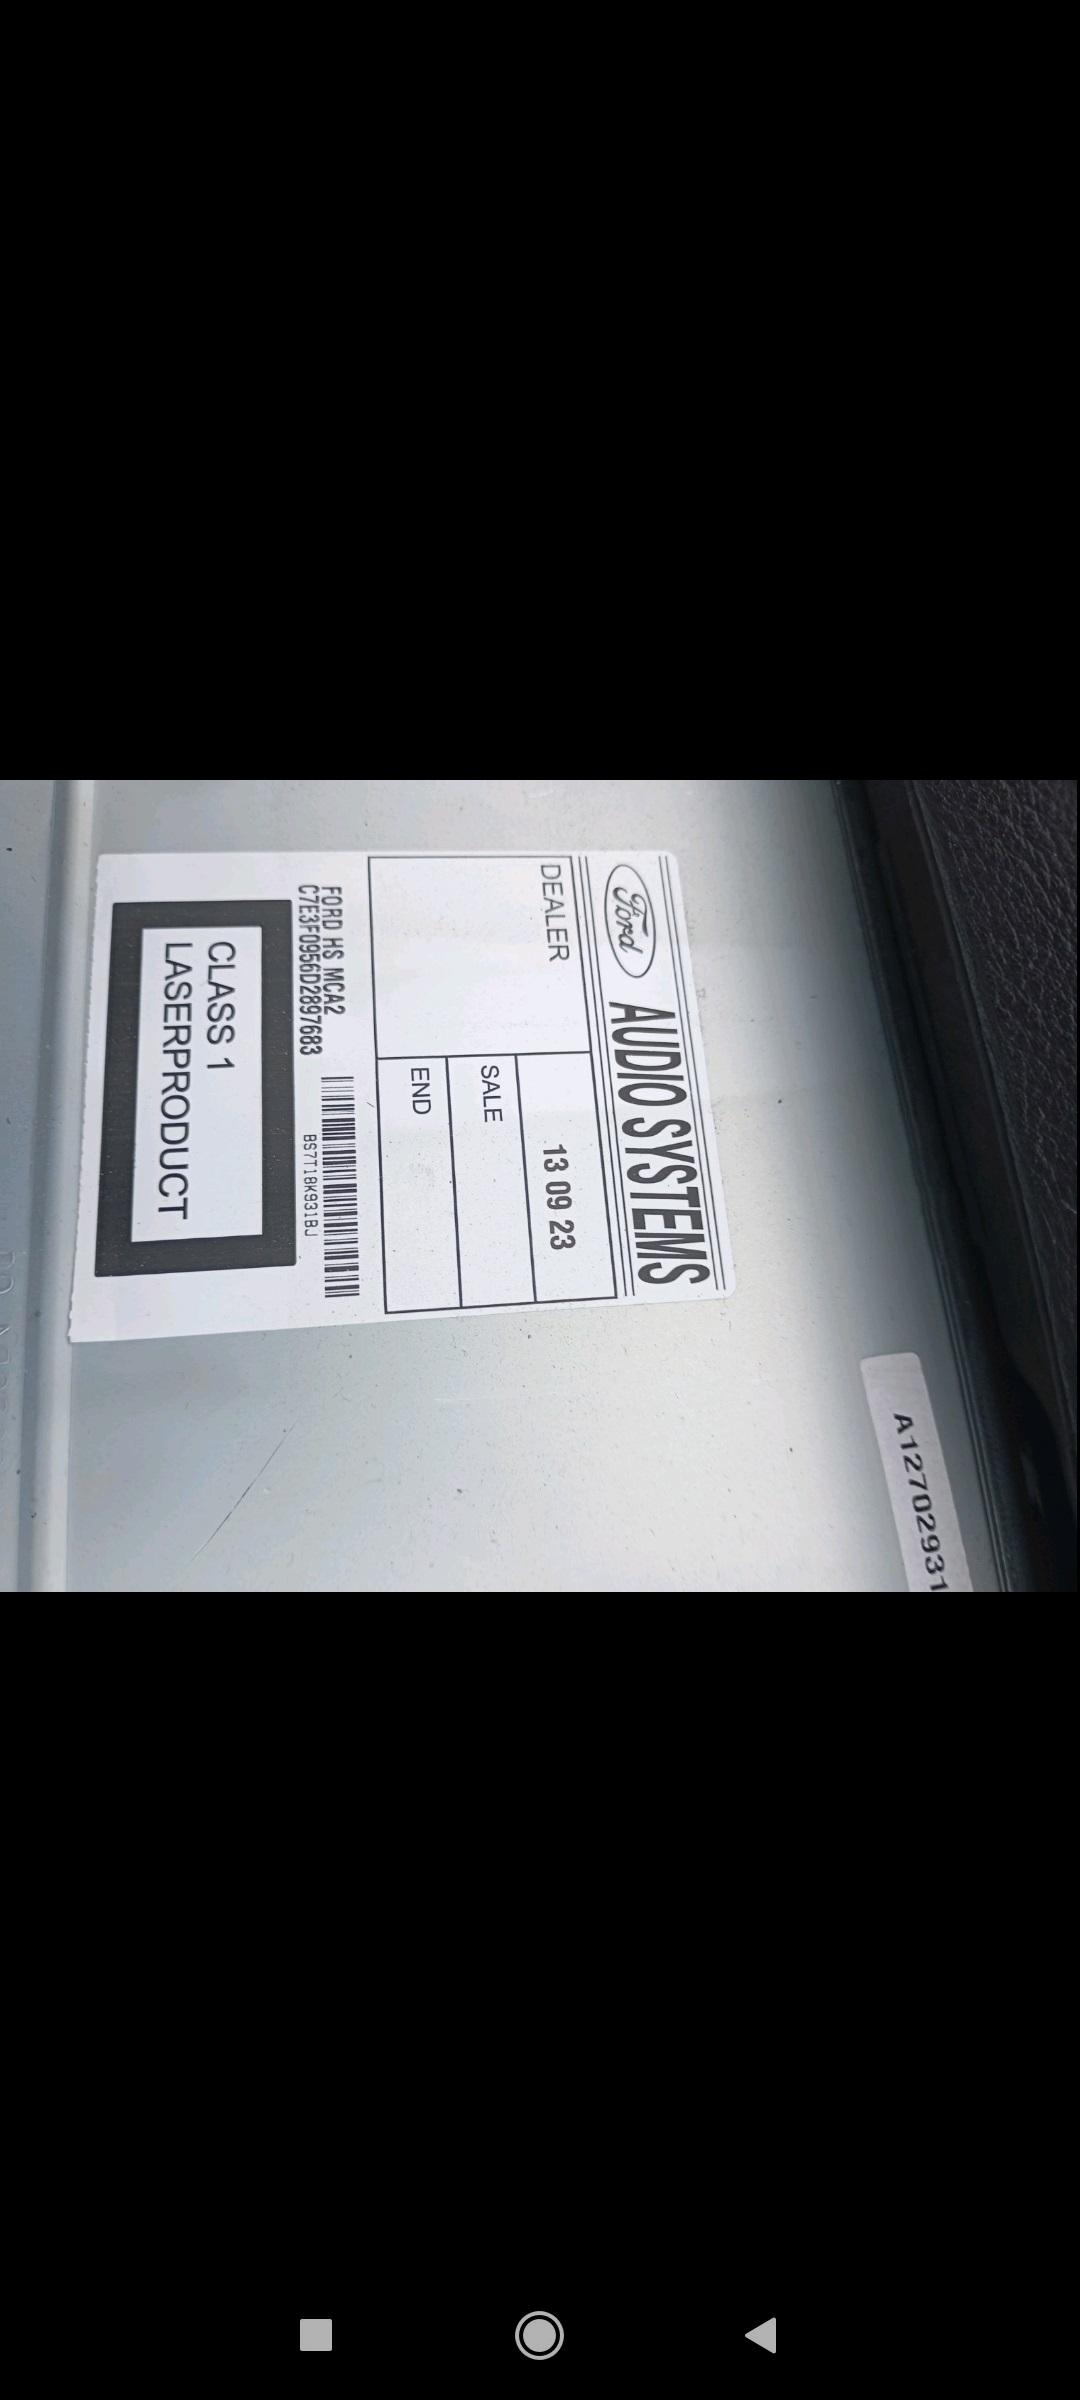 Ford AUDIO SYSTEMS
DEALER
13 09 23
SALE
END
FORD HS MCA2
C7E3F0956D2897683
BS7T18K931BJ
CLASS 1
LASERPRODUCT
A12702931